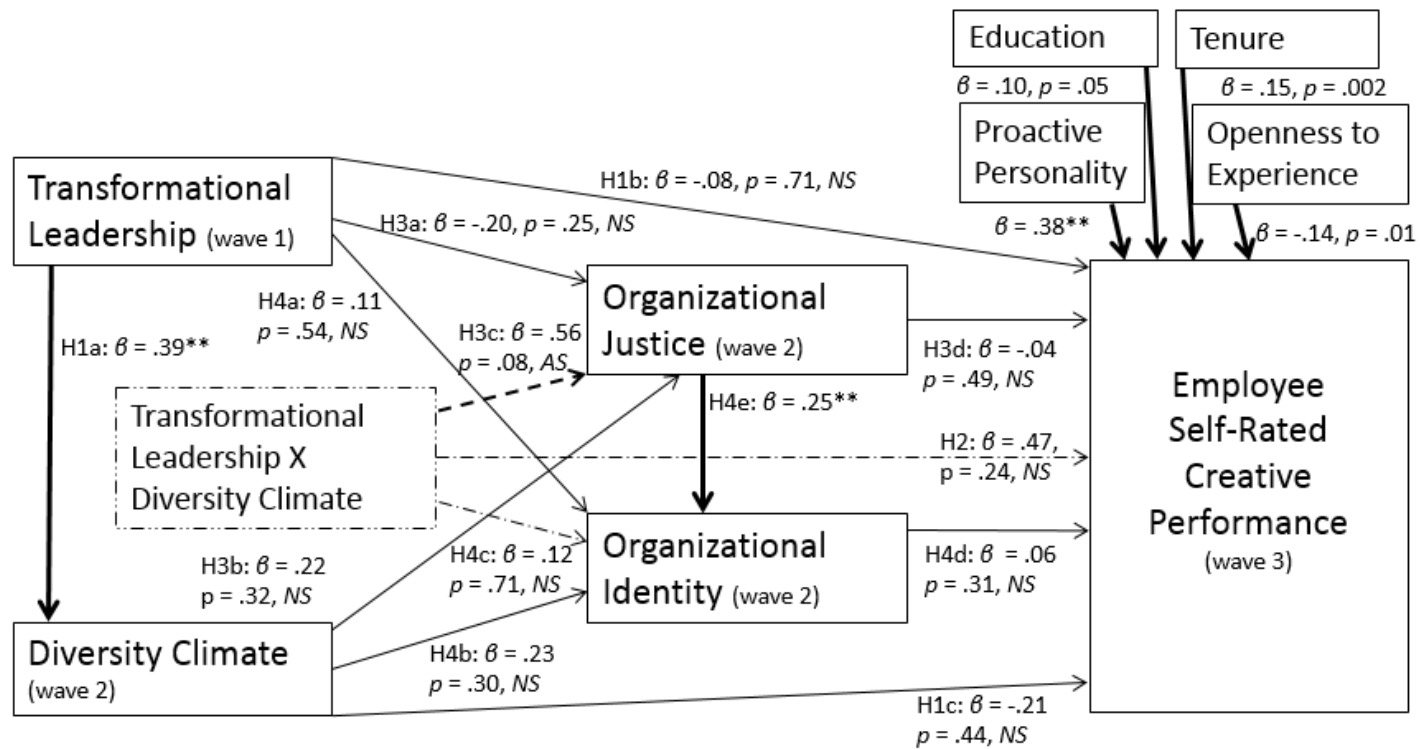 Education
Tenure
β = .10, p = .05
β = .15, p = .002
Proactive
Personality
Openness to
Experience
β = .38**
β = -.14, p = .01
Transformational
Leadership (wave 1)
H1b: β = -.08, p = .71, NS
H3a: β = -.20, p = .25, NS
H4a: β = .11
p = .54, NS
H3c: β = .56
p = .08, AS
Organizational
Justice (wave 2)
H3d: β = -.04
p = .49, NS
H1a: β = .39**
Transformational
Leadership X
Diversity Climate
H4e: β = .25**
H2: β = .47,
p = .24, NS
Employee
Self-Rated
Creative
Performance
(wave 3)
H3b: β = .22
p = .32, NS
H4c: β = .12
p = .71, NS
Organizational
Identity (wave 2)
H4d: β = .06
p = .31, NS
Diversity Climate
(wave 2)
H4b: β = .23
p = .30, NS
H1c: β = -.21
p = .44, NS